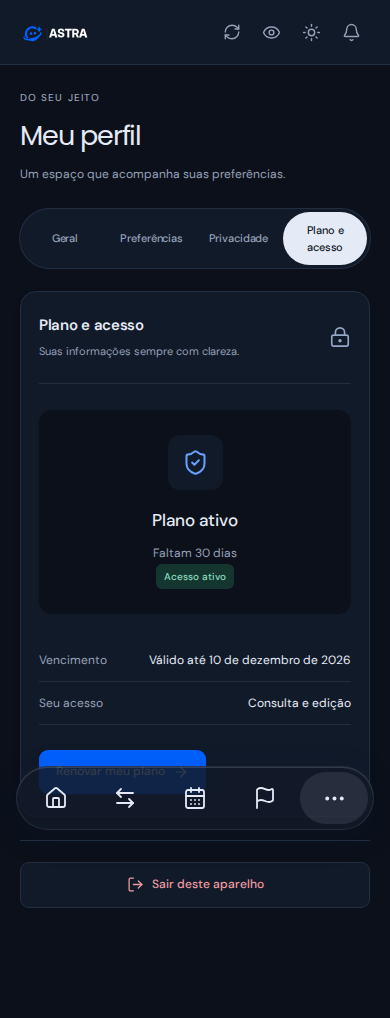 ASTRA
DO SEU JEITO
Meu perfil
Um espaço que acompanha suas preferências.
Geral
Preferências
Privacidade
Plano e
acesso
Plano e acesso
Suas informações sempre com clareza.
Plano ativo
Faltam 30 dias
Acesso ativo
Vencimento
Válido até 10 de dezembro de 2026
Seu acesso
Consulta e edição
Renovar meu plano
Sair deste aparelho